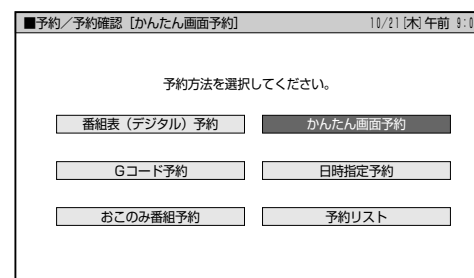 ■予約／予約確認［かんたん画面予約］ 10/21[木]午前 9:0
予約方法を選択してください。
番組表（デジタル）予約 かんたん画面予約
Gコード予約 日時指定予約
おこのみ番組予約 予約リスト